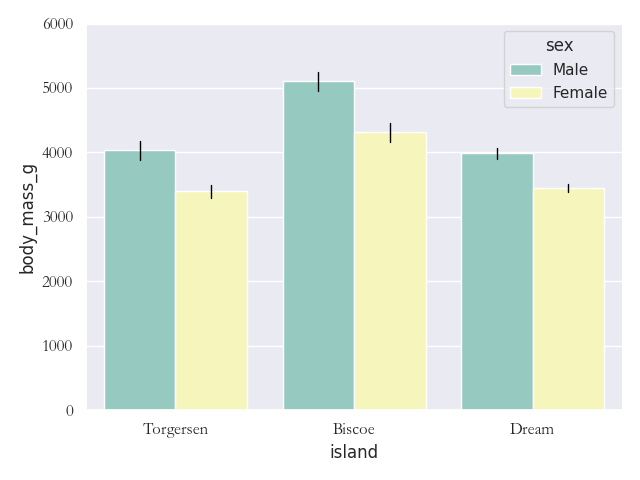 6000
5000
4000
3000
2000
1000
0
body_mass_g
sex
Male
Female
Torgersen Biscoe Dream
island